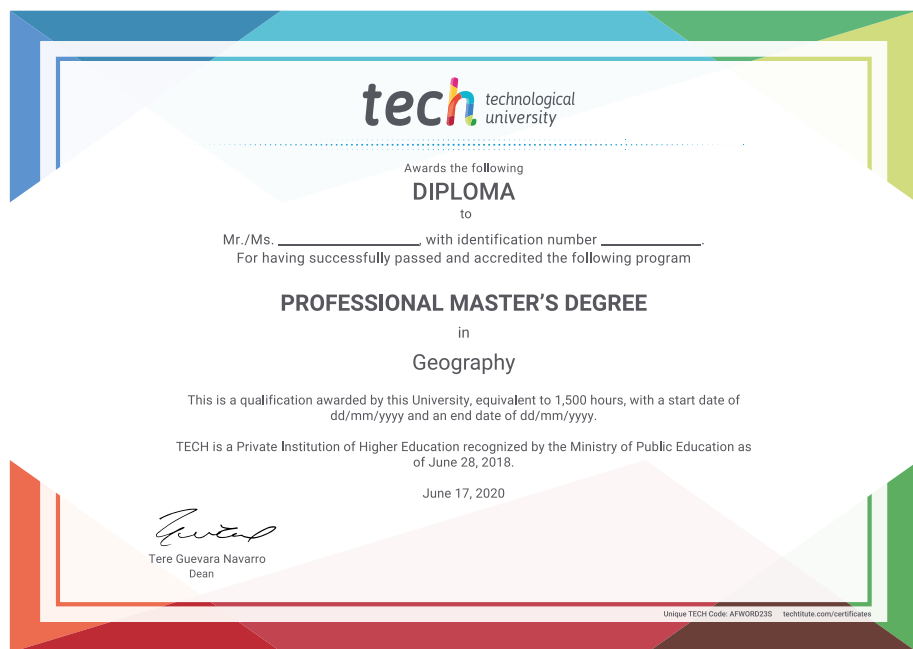 tech technological
university
Awards the following
DIPLOMA
to
Mr./Ms. ____________________, with identification number ______________.
For having successfully passed and accredited the following program
PROFESSIONAL MASTER'S DEGREE
in
Geography
This is a qualification awarded by this University, equivalent to 1,500 hours, with a start date of
dd/mm/yyyy and an end date of dd/mm/yyyy.
TECH is a Private Institution of Higher Education recognized by the Ministry of Public Education as
of June 28, 2018.
June 17, 2020
Tere Guevara Navarro
Dean
Unique TECH Code: AFWORD23S techtitute.com/certificates